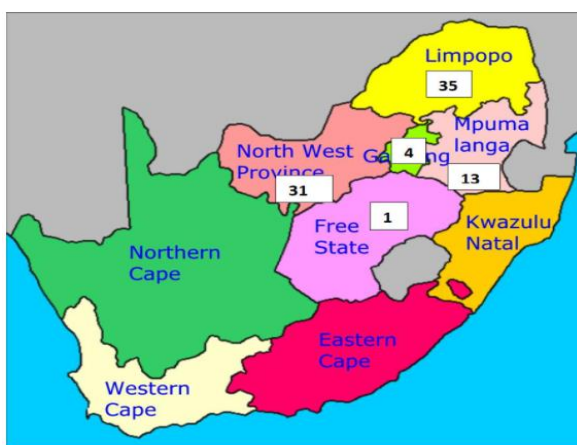 Limpopo
35
Mpuma
langa
4
North West
Province
13
31
1
Free
State
Kwazulu
Natal
Northern
Cape
Eastern
Cape
Western
Cape